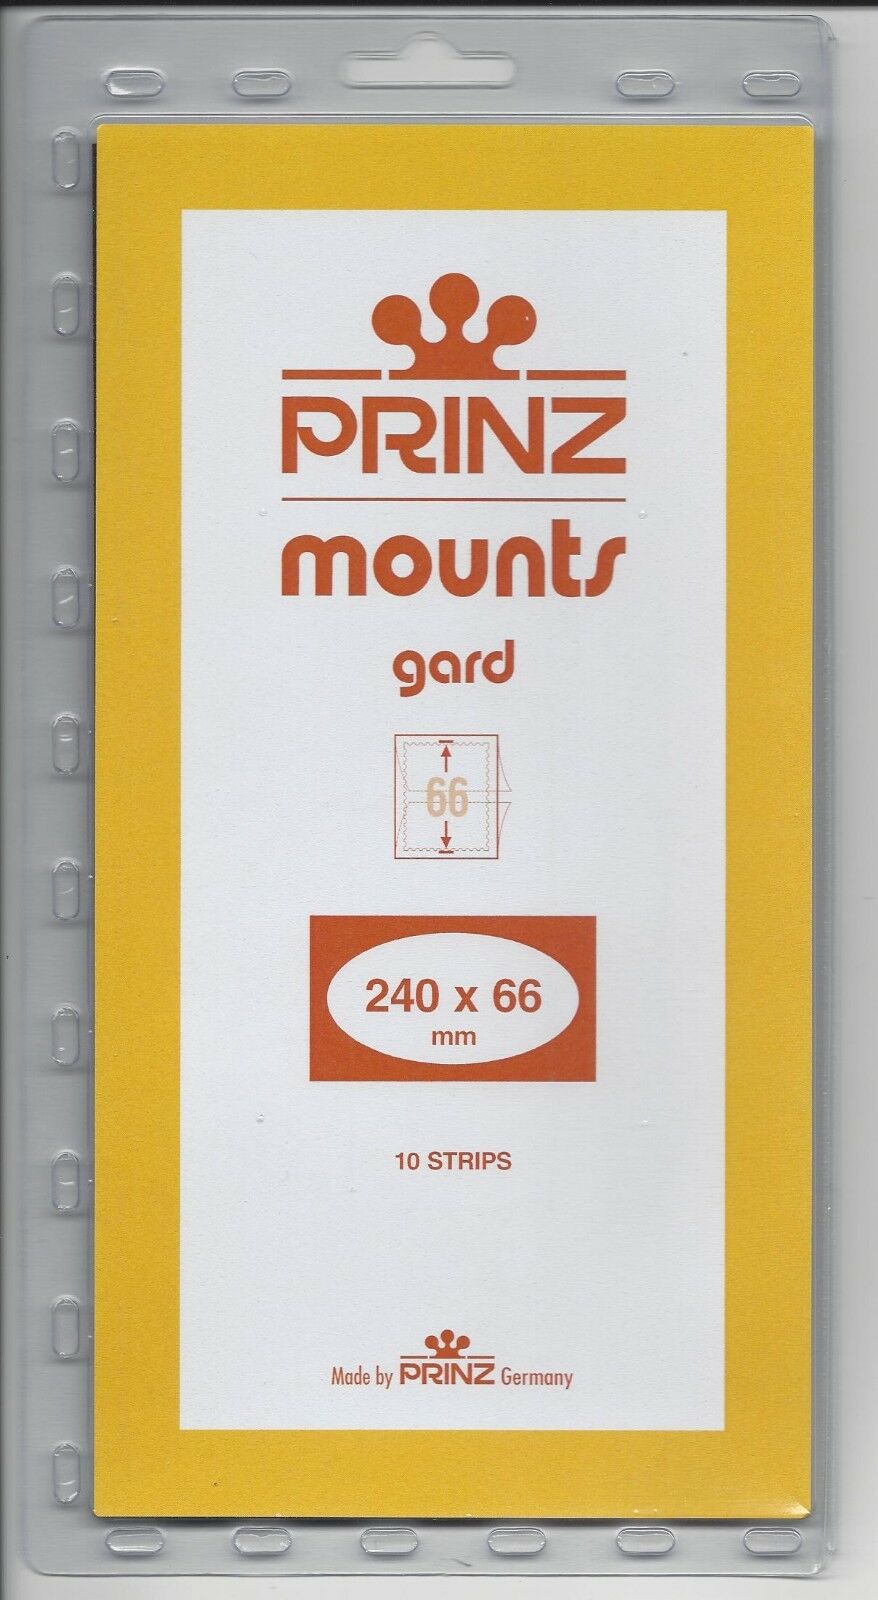 PRINZ
mounts
gard
66
240 x 66
mm
10 STRIPS
Made by PRINZ Germany